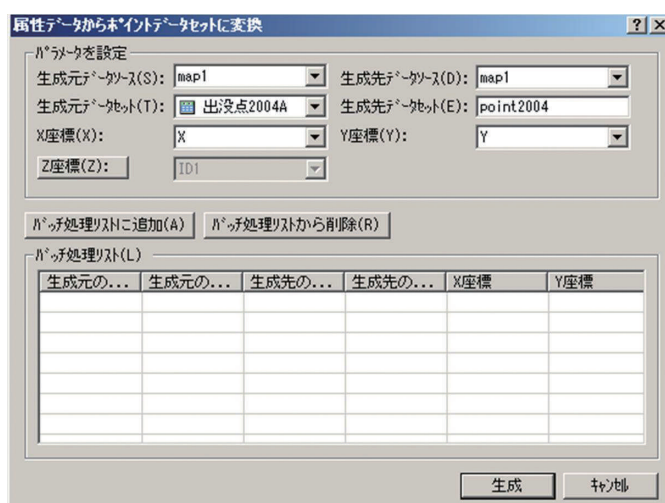 属性ﾃﾞｰﾀからﾎﾟｲﾝﾄﾃﾞｰﾀｾｯﾄに変換
ﾊﾟﾗﾒｰﾀを設定
生成元ﾃﾞｰﾀｿｰｽ(S): map1 生成先ﾃﾞｰﾀｿｰｽ(D): map1
生成元ﾃﾞｰﾀｾｯﾄ(T): 出没点2004A 生成先ﾃﾞｰﾀｾｯﾄ(E): point2004
X座標(X): X Y座標(Y): Y
Z座標(Z): ID1
ﾊﾞｯﾁ処理ﾘｽﾄに追加(A) ﾊﾞｯﾁ処理ﾘｽﾄから削除(R)
ﾊﾞｯﾁ処理ﾘｽﾄ(L)
生成元の... 生成元の... 生成先の... 生成先の... X座標 Y座標
生成 ｷｬﾝｾﾙ